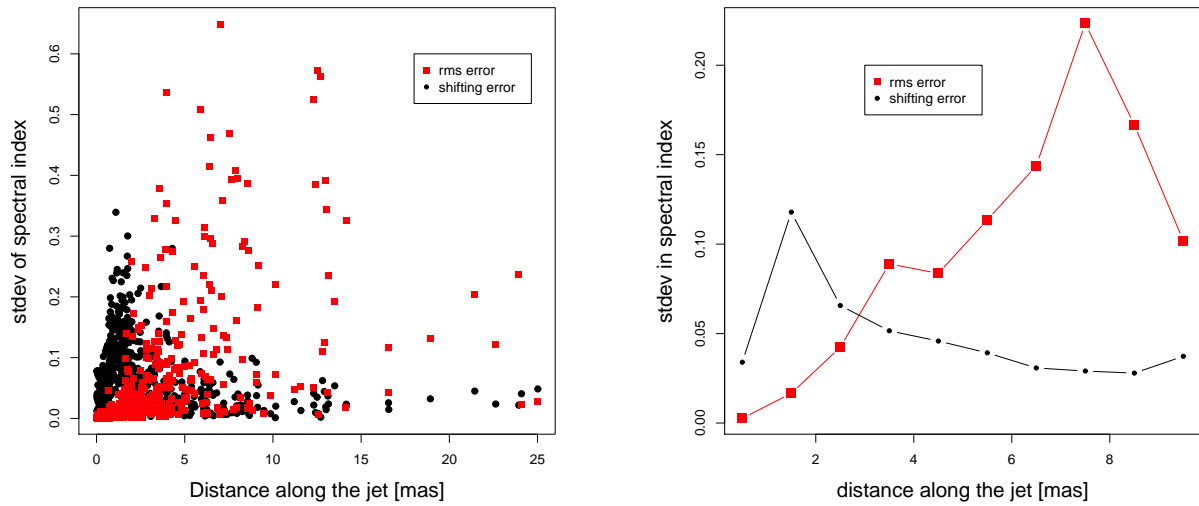 stdev of spectral index
0.6
0.5
0.4
0.3
0.2
0.1
0.0
rms error
shifting error
0 5 10 15 20 25
Distance along the jet [mas]
stdev in spectral index
0.20
0.15
0.10
0.05
0.00
rms error
shifting error
2 4 6 8
distance along the jet [mas]